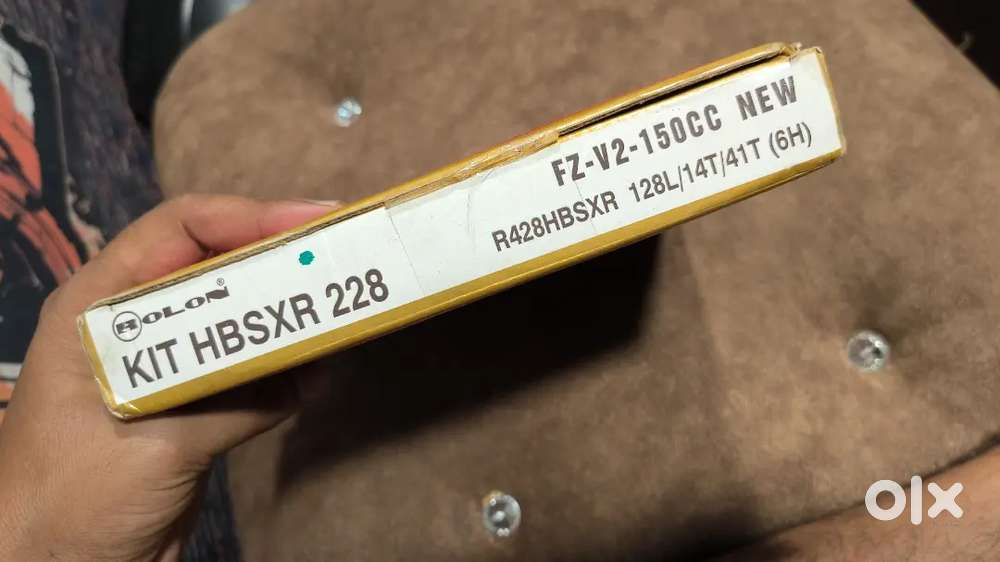 ROLON®
KIT HBSXR 228
FZ-V2-150CC NEW
R428HBSXR 128L/14T/41T (6H)
olx